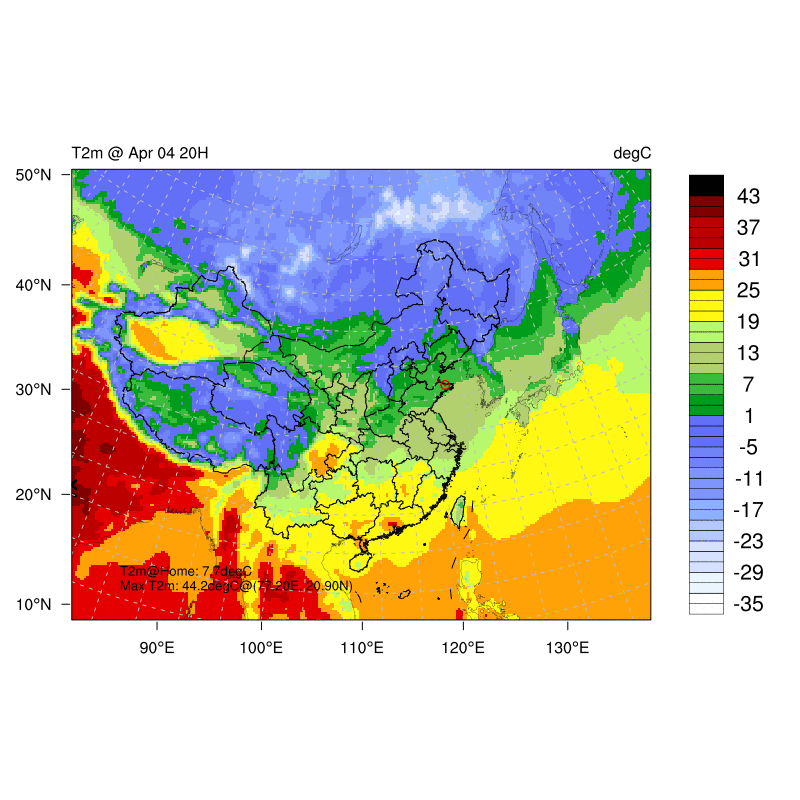 T2m @ Apr 04 20H degC
50°N
40°N
30°N
20°N
10°N
90°E 100°E 110°E 120°E 130°E
T2m@Home: 7.7degC
Max T2m: 44.2degC@(77.20E, 20.90N)
43
37
31
25
19
13
7
1
-5
-11
-17
-23
-29
-35